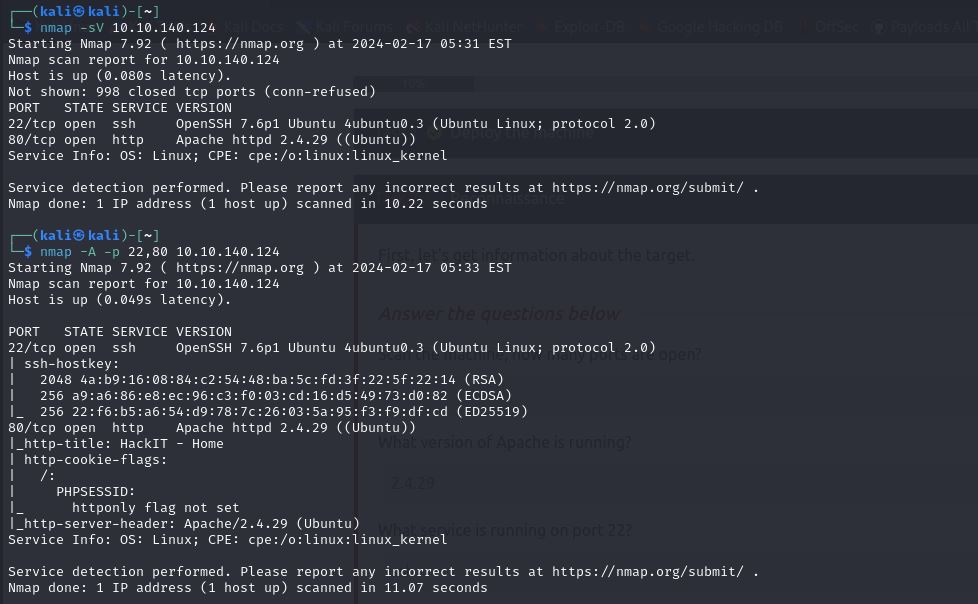 ┌──(kali㉿kali)-[~]
└─$ nmap -sV 10.10.140.124
Starting Nmap 7.92 ( https://nmap.org ) at 2024-02-17 05:31 EST
Nmap scan report for 10.10.140.124
Host is up (0.080s latency).
Not shown: 998 closed tcp ports (conn-refused)
PORT   STATE SERVICE VERSION
22/tcp open  ssh     OpenSSH 7.6p1 Ubuntu 4ubuntu0.3 (Ubuntu Linux; protocol 2.0)
80/tcp open  http    Apache httpd 2.4.29 ((Ubuntu))
Service Info: OS: Linux; CPE: cpe:/o:linux:linux_kernel
Service detection performed. Please report any incorrect results at https://nmap.org/submit/ .
Nmap done: 1 IP address (1 host up) scanned in 10.22 seconds
┌──(kali㉿kali)-[~]
└─$ nmap -A -p 22,80 10.10.140.124
Starting Nmap 7.92 ( https://nmap.org ) at 2024-02-17 05:33 EST
Nmap scan report for 10.10.140.124
Host is up (0.049s latency).
PORT   STATE SERVICE VERSION
22/tcp open  ssh     OpenSSH 7.6p1 Ubuntu 4ubuntu0.3 (Ubuntu Linux; protocol 2.0)
| ssh-hostkey:
|   2048 4a:b9:16:08:84:c2:54:48:ba:5c:fd:3f:22:5f:22:14 (RSA)
|   256 a9:a6:86:e8:ec:96:c3:f0:03:cd:16:d5:49:73:d0:82 (ECDSA)
|_  256 22:f6:b5:a6:54:d9:78:7c:26:03:5a:95:f3:f9:df:cd (ED25519)
80/tcp open  http    Apache httpd 2.4.29 ((Ubuntu))
|_http-title: HackIT - Home
| http-cookie-flags:
|   /:
|     PHPSESSID:
|_      httponly flag not set
|_http-server-header: Apache/2.4.29 (Ubuntu)
Service Info: OS: Linux; CPE: cpe:/o:linux:linux_kernel
Service detection performed. Please report any incorrect results at https://nmap.org/submit/ .
Nmap done: 1 IP address (1 host up) scanned in 11.07 seconds
Kali Docs Kali Forums Kali NetHunter Exploit-DB Google Hacking DB OffSec Payloads All
Deploy the machine
First, let's get information about the target.
Answer the questions below
Scan the machine, how many ports are open?
What version of Apache is running?
2.4.29
What service is running on port 22?